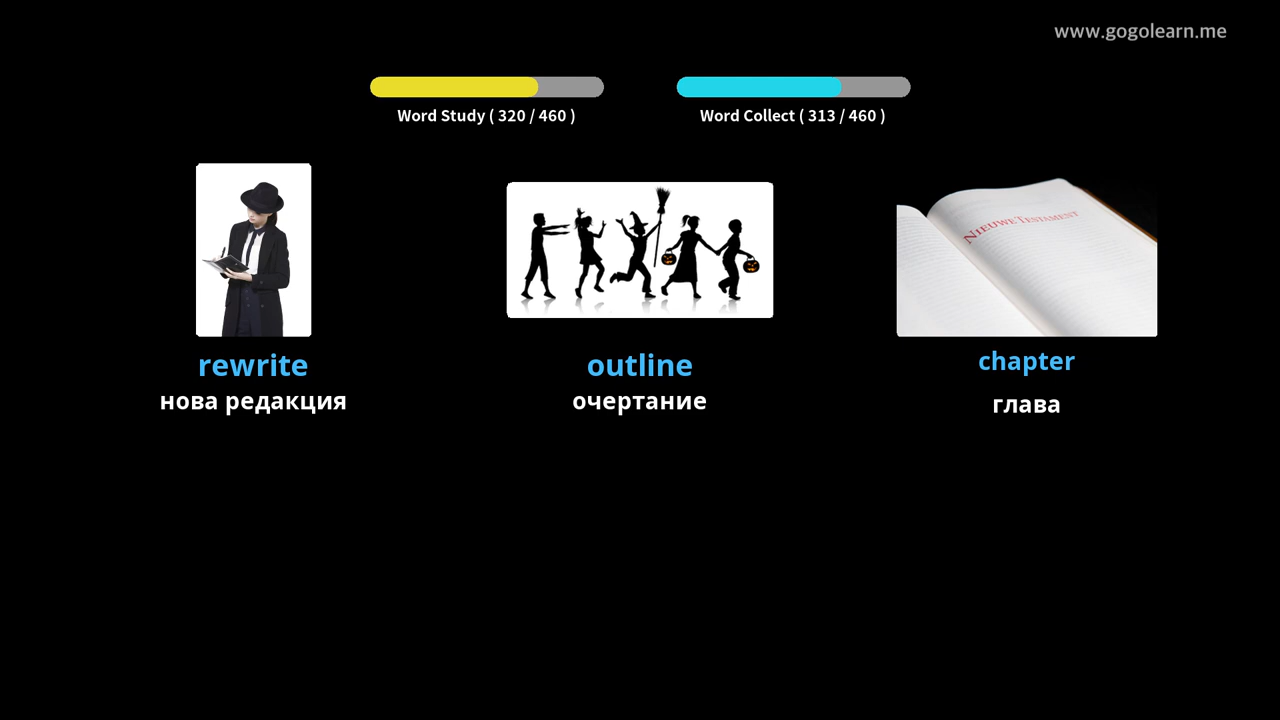 www.gogolearn.me
Word Study ( 320 / 460 )
Word Collect ( 313 / 460 )
NIEUWE TESTAMENT
rewrite
outline
chapter
нова редакция
очертание
глава